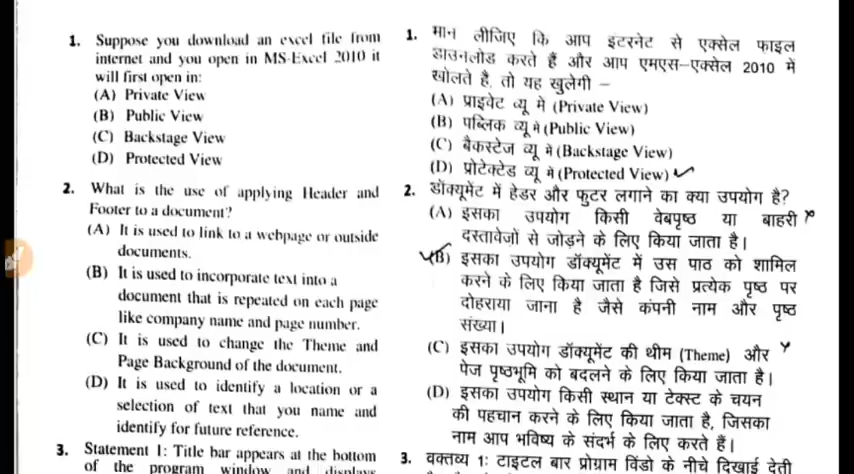 1. Suppose you download an excel file from
internet and you open in MS-Excel 2010 it
will first open in:
(A) Private View
(B) Public View
(C) Backstage View
(D) Protected View
2. What is the use of applying Header and
Footer to a document?
(A) It is used to link to a webpage or outside
documents.
(B) It is used to incorporate text into a
document that is repeated on each page
like company name and page number.
(C) It is used to change the Theme and
Page Background of the document.
(D) It is used to identify a location or a
selection of text that you name and
identify for future reference.
3. Statement 1: Title bar appears at the bottom
of the program window and displays
1. मान लीजिए कि आप इंटरनेट से एक्सेल फाइल
डाउनलोड करते हैं और आप एमएस–एक्सेल 2010 में
खोलते है, तो यह खुलेगी –
(A) प्राइवेट व्यू मे (Private View)
(B) पब्लिक व्यू मे (Public View)
(C) बैकस्टेज व्यू मे (Backstage View)
(D) प्रोटेक्टेड व्यू में (Protected View)
2. डॉक्यूमेंट में हेडर और फुटर लगाने का क्या उपयोग है?
(A) इसका उपयोग किसी वेबपृष्ठ या बाहरी
दस्तावेजों से जोड़ने के लिए किया जाता है।
(B) इसका उपयोग डॉक्यूमेंट में उस पाठ को शामिल
करने के लिए किया जाता है जिसे प्रत्येक पृष्ठ पर
दोहराया जाना है जैसे कंपनी नाम और पृष्ठ
संख्या।
(C) इसका उपयोग डॉक्यूमेंट की थीम (Theme) और
पेज पृष्ठभूमि को बदलने के लिए किया जाता है।
(D) इसका उपयोग किसी स्थान या टेक्स्ट के चयन
की पहचान करने के लिए किया जाता है, जिसका
नाम आप भविष्य के संदर्भ के लिए करते हैं।
3. वक्तव्य 1: टाइटल बार प्रोग्राम विंडो के नीचे दिखाई देती